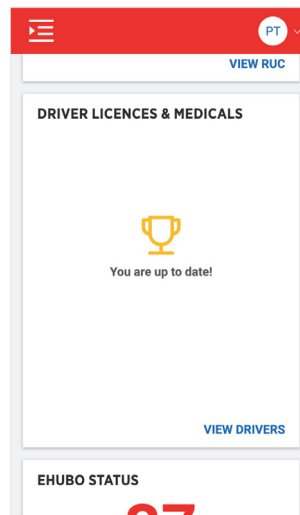 PT
VIEW RUC
DRIVER LICENCES & MEDICALS
You are up to date!
VIEW DRIVERS
EHUBO STATUS